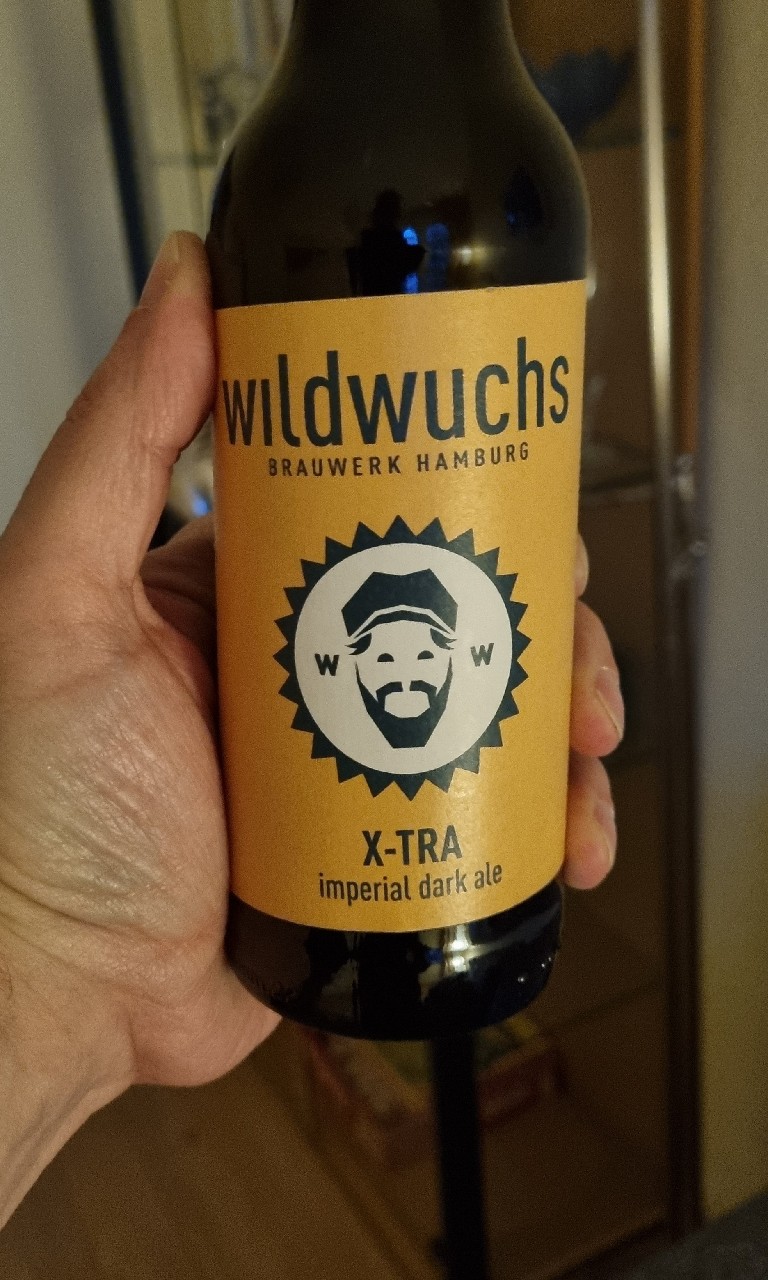 wildwuchs
BRAUWERK HAMBURG
W W
X-TRA
imperial dark ale